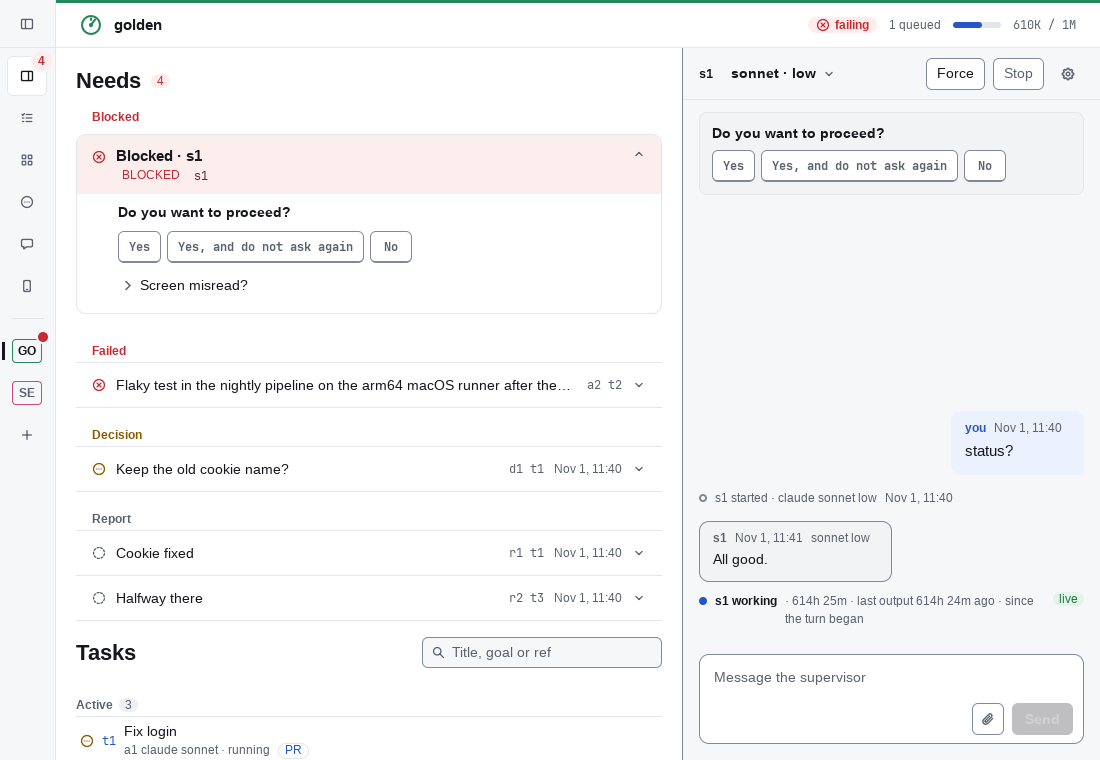 golden
failing
1 queued
610K / 1M
4
GO
SE
Needs 4
Blocked
Blocked · s1
BLOCKED s1
Do you want to proceed?
Yes
Yes, and do not ask again
No
Screen misread?
Failed
Flaky test in the nightly pipeline on the arm64 macOS runner after the… a2 t2
Decision
Keep the old cookie name? d1 t1 Nov 1, 11:40
Report
Cookie fixed r1 t1 Nov 1, 11:40
Halfway there r2 t3 Nov 1, 11:40
Tasks
Title, goal or ref
Active 3
t1 Fix login
a1 claude sonnet · running PR
s1 sonnet · low
Force
Stop
Do you want to proceed?
Yes
Yes, and do not ask again
No
you Nov 1, 11:40
status?
s1 started · claude sonnet low Nov 1, 11:40
s1 Nov 1, 11:41 sonnet low
All good.
s1 working · 614h 25m · last output 614h 24m ago · since
the turn began
live
Message the supervisor
Send